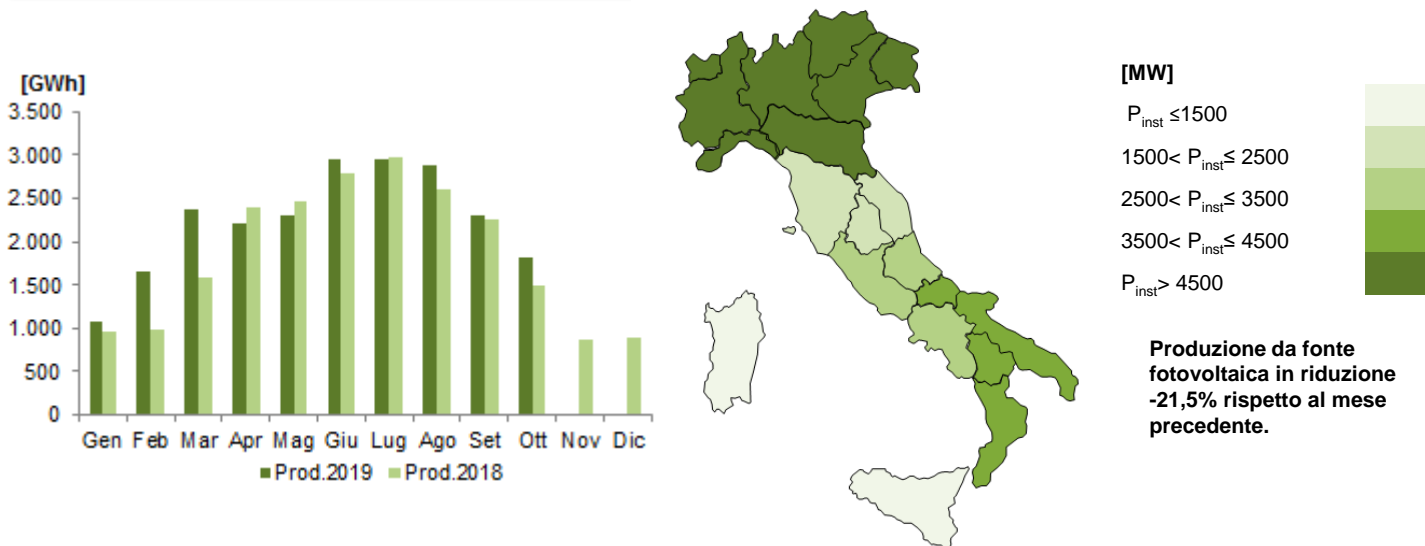 [GWh]
3.500
3.000
2.500
2.000
1.500
1.000
500
0
Gen Feb Mar Apr Mag Giu Lug Ago Set Ott Nov Dic
Prod.2019 Prod.2018
[MW]
Pinst ≤1500
1500< Pinst≤ 2500
2500< Pinst≤ 3500
3500< Pinst≤ 4500
Pinst> 4500
Produzione da fonte
fotovoltaica in riduzione
-21,5% rispetto al mese
precedente.